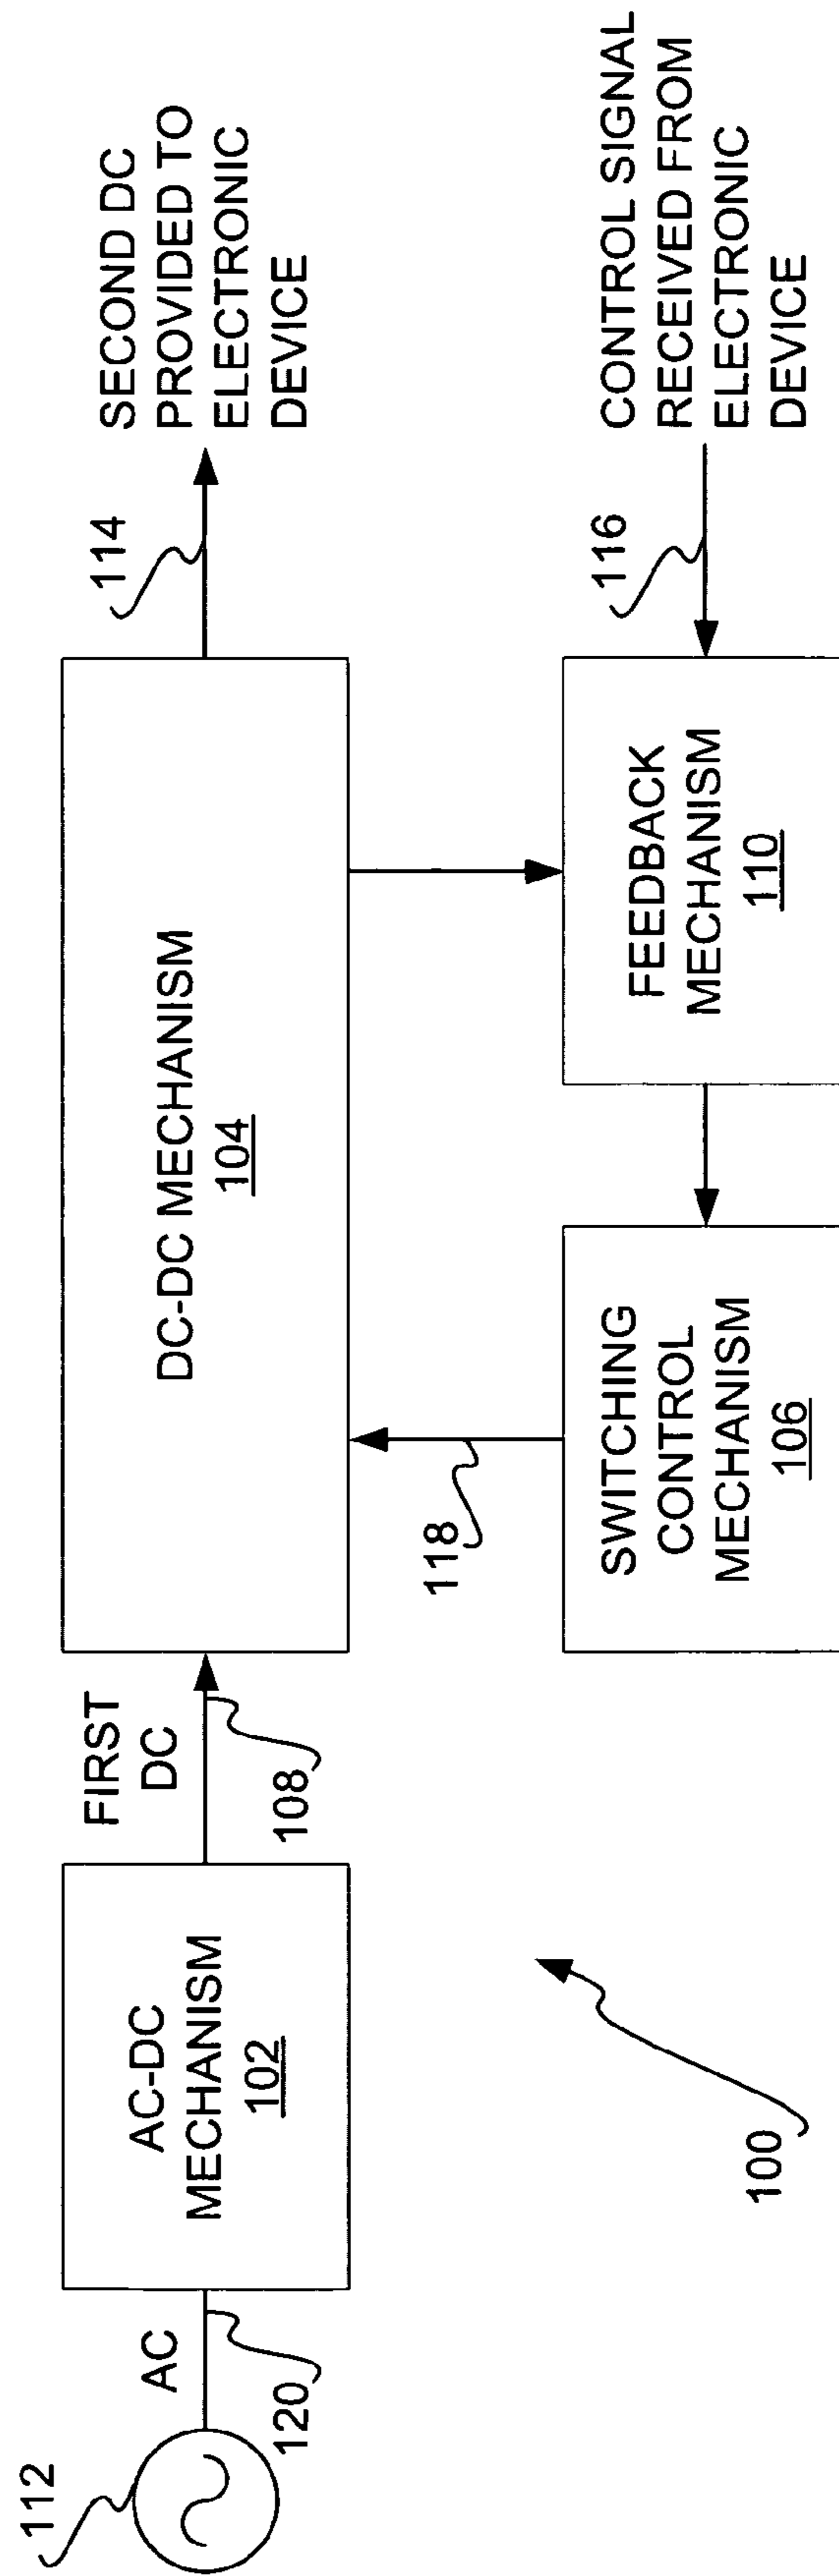 112
AC
120
AC-DC
MECHANISM
102
FIRST
DC
108
DC-DC MECHANISM
104
114
SECOND DC
PROVIDED TO
ELECTRONIC
DEVICE
118
SWITCHING
CONTROL
MECHANISM
106
FEEDBACK
MECHANISM
110
116
CONTROL SIGNAL
RECEIVED FROM
ELECTRONIC
DEVICE
100